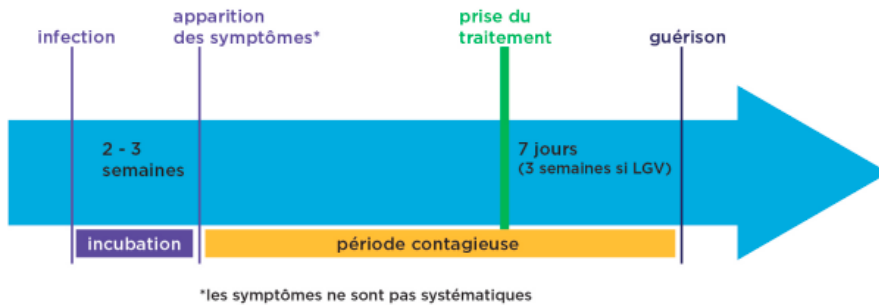 infection
apparition
des symptômes*
prise du
traitement
guérison
2 - 3
semaines
7 jours
(3 semaines si LGV)
incubation
période contagieuse
*les symptômes ne sont pas systématiques